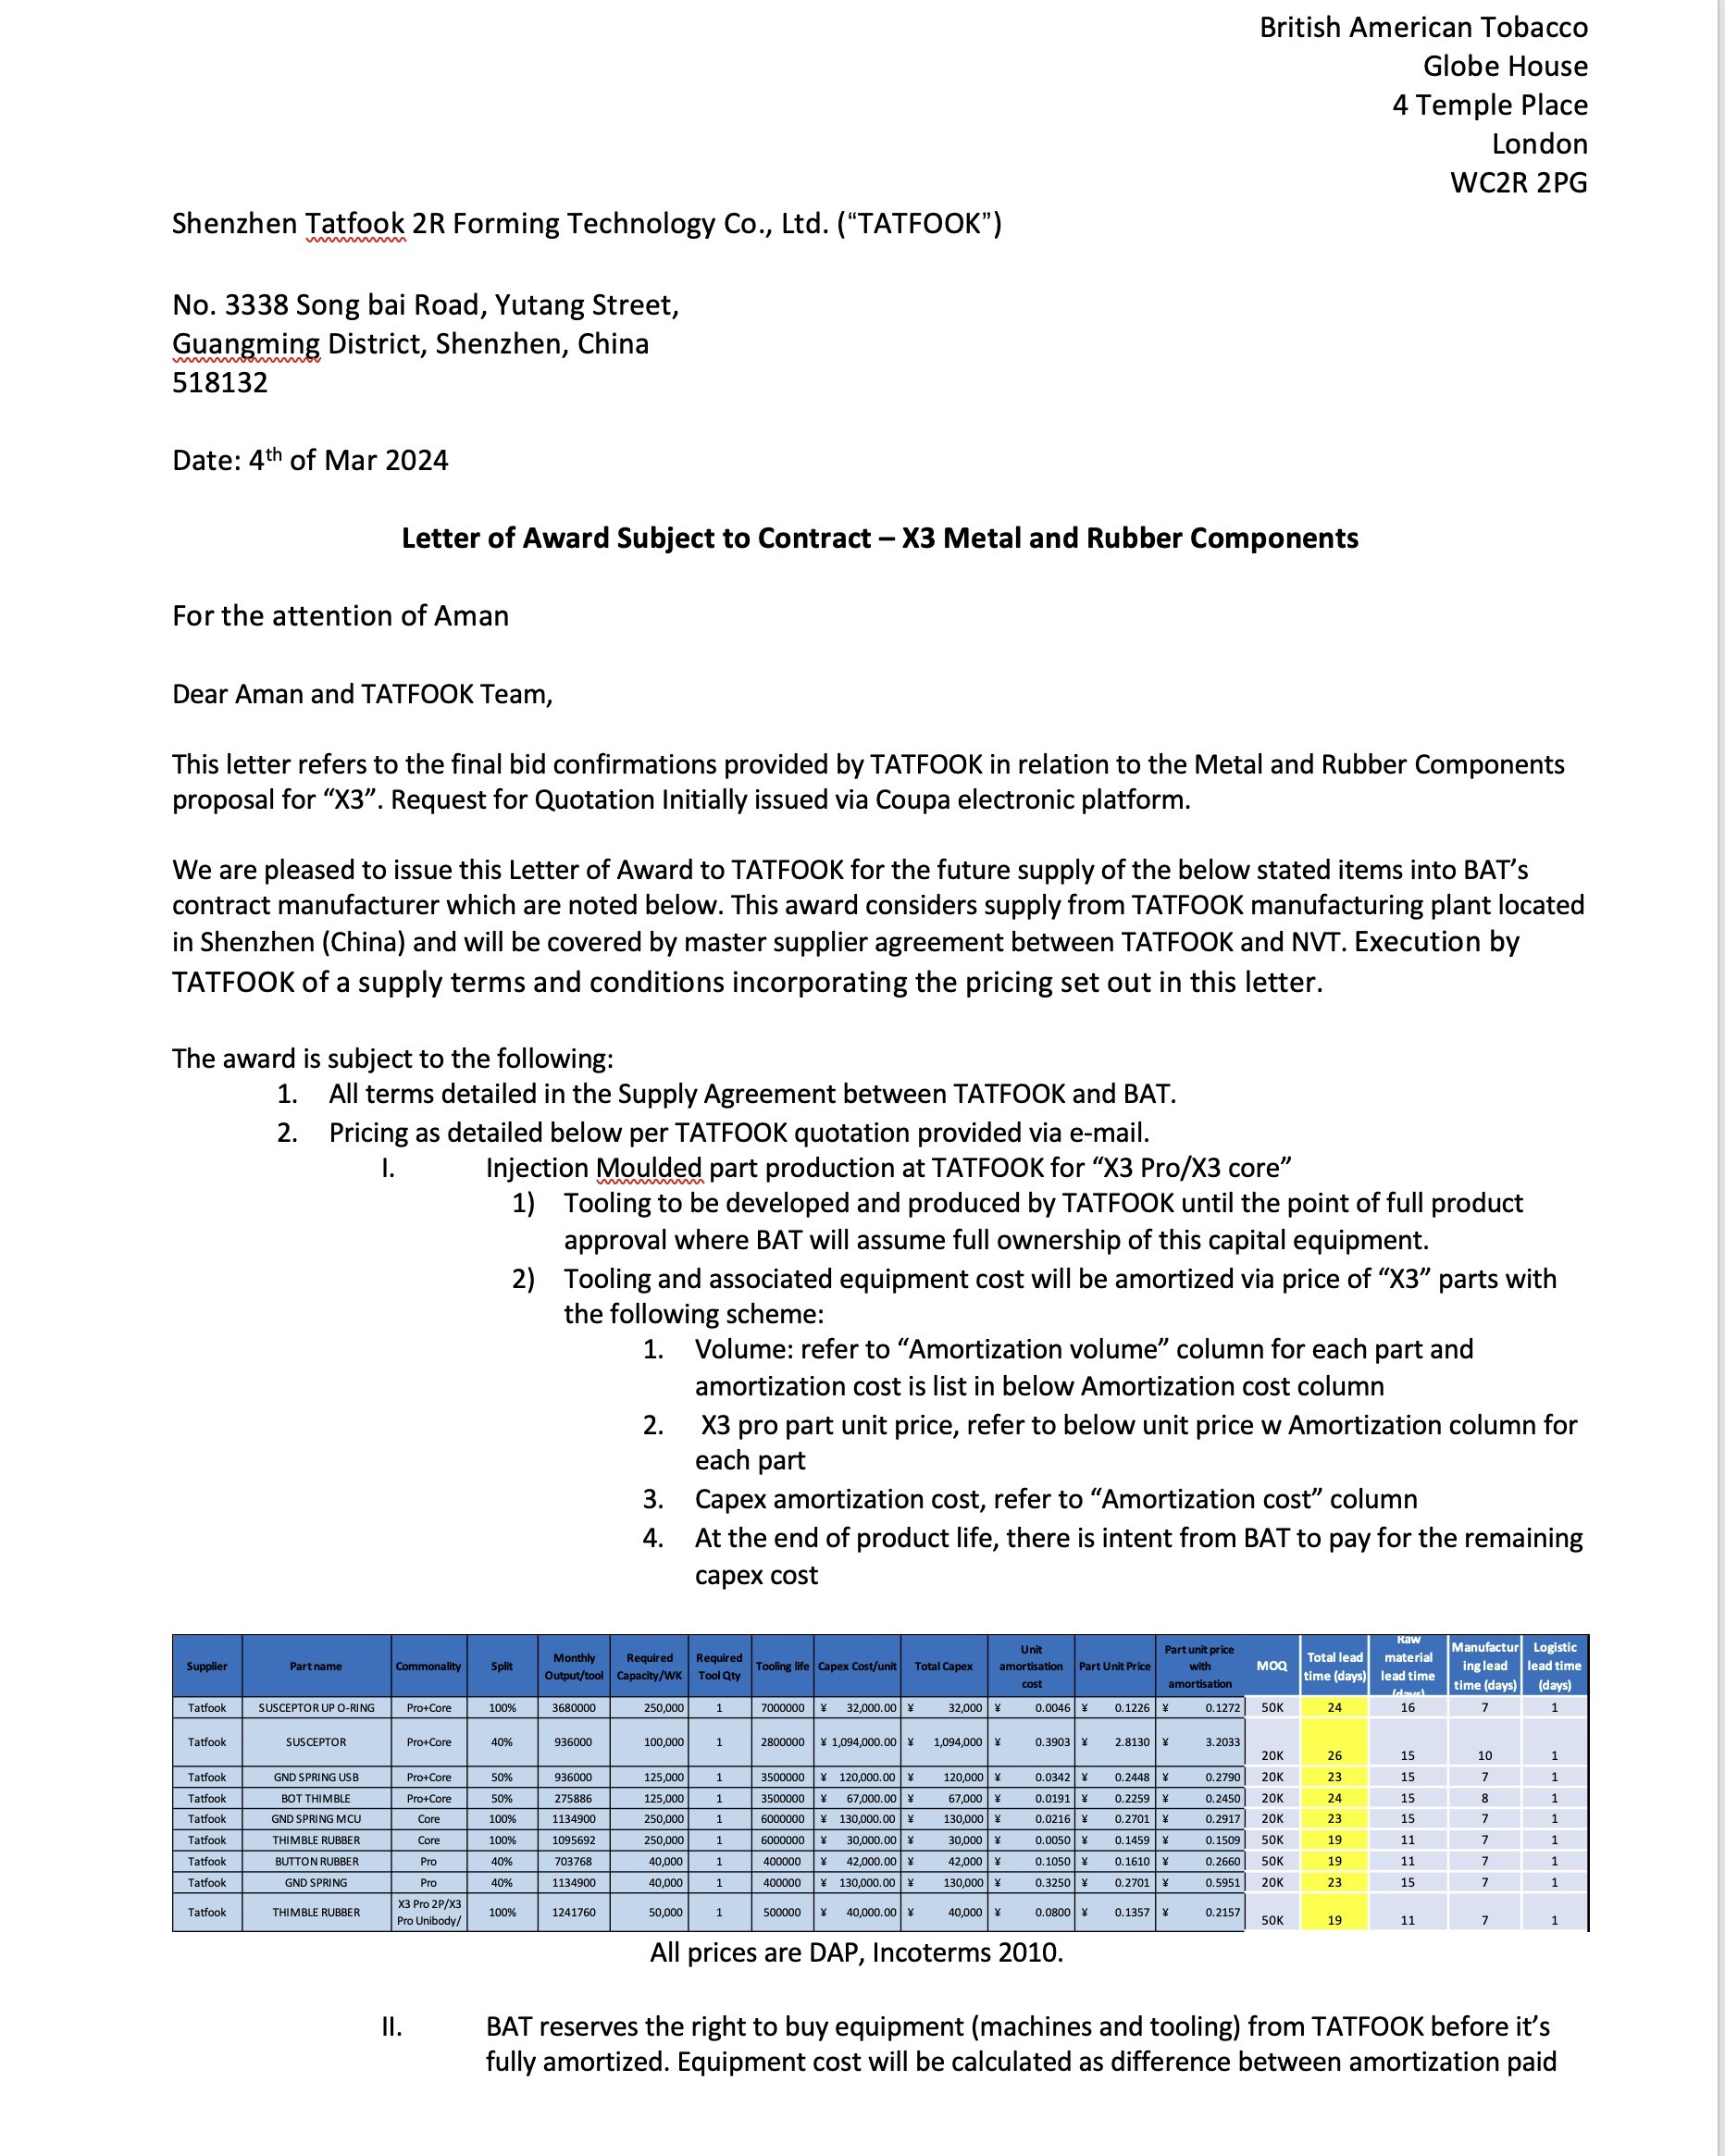 British American Tobacco
Globe House
4 Temple Place
London
WC2R 2PG
Shenzhen Tatfook 2R Forming Technology Co., Ltd. (“TATFOOK”)
No. 3338 Song bai Road, Yutang Street,
Guangming District, Shenzhen, China
518132
Date: 4th of Mar 2024
Letter of Award Subject to Contract – X3 Metal and Rubber Components
For the attention of Aman
Dear Aman and TATFOOK Team,
This letter refers to the final bid confirmations provided by TATFOOK in relation to the Metal and Rubber Components
proposal for “X3”. Request for Quotation Initially issued via Coupa electronic platform.
We are pleased to issue this Letter of Award to TATFOOK for the future supply of the below stated items into BAT’s
contract manufacturer which are noted below. This award considers supply from TATFOOK manufacturing plant located
in Shenzhen (China) and will be covered by master supplier agreement between TATFOOK and NVT. Execution by
TATFOOK of a supply terms and conditions incorporating the pricing set out in this letter.
The award is subject to the following:
1. All terms detailed in the Supply Agreement between TATFOOK and BAT.
2. Pricing as detailed below per TATFOOK quotation provided via e-mail.
I. Injection Moulded part production at TATFOOK for “X3 Pro/X3 core”
1) Tooling to be developed and produced by TATFOOK until the point of full product
approval where BAT will assume full ownership of this capital equipment.
2) Tooling and associated equipment cost will be amortized via price of “X3” parts with
the following scheme:
1. Volume: refer to “Amortization volume” column for each part and
amortization cost is list in below Amortization cost column
2. X3 pro part unit price, refer to below unit price w Amortization column for
each part
3. Capex amortization cost, refer to “Amortization cost” column
4. At the end of product life, there is intent from BAT to pay for the remaining
capex cost
Supplier Part name Commonality Split Monthly Output/tool Required Capacity/WK Required Tool Qty Tooling life Capex Cost/unit Total Capex Unit amortisation cost Part Unit Price Part unit price with amortisation MOQ Total lead time (days) Raw material lead time (days) Manufacturing lead time (days) Logistic lead time (days)
Tatfook SUSCEPTOR UP O-RING Pro+Core 100% 3680000 250,000 1 7000000 ¥ 32,000.00 ¥ 32,000 ¥ 0.0046 ¥ 0.1226 ¥ 0.1272 50K 24 16 7 1
Tatfook SUSCEPTOR Pro+Core 40% 936000 100,000 1 2800000 ¥ 1,094,000.00 ¥ 1,094,000 ¥ 0.3903 ¥ 2.8130 ¥ 3.2033 20K 26 15 10 1
Tatfook GND SPRING USB Pro+Core 50% 936000 125,000 1 3500000 ¥ 120,000.00 ¥ 120,000 ¥ 0.0342 ¥ 0.2448 ¥ 0.2790 20K 23 15 7 1
Tatfook BOT THIMBLE Pro+Core 50% 275886 125,000 1 3500000 ¥ 67,000.00 ¥ 67,000 ¥ 0.0191 ¥ 0.2259 ¥ 0.2450 20K 24 15 8 1
Tatfook GND SPRING MCU Core 100% 1134900 250,000 1 6000000 ¥ 130,000.00 ¥ 130,000 ¥ 0.0216 ¥ 0.2701 ¥ 0.2917 20K 23 15 7 1
Tatfook THIMBLE RUBBER Core 100% 1095692 250,000 1 6000000 ¥ 30,000.00 ¥ 30,000 ¥ 0.0050 ¥ 0.1459 ¥ 0.1509 50K 19 11 7 1
Tatfook BUTTON RUBBER Pro 40% 703768 40,000 1 400000 ¥ 42,000.00 ¥ 42,000 ¥ 0.1050 ¥ 0.1610 ¥ 0.2660 50K 19 11 7 1
Tatfook GND SPRING Pro 40% 1134900 40,000 1 400000 ¥ 130,000.00 ¥ 130,000 ¥ 0.3250 ¥ 0.2701 ¥ 0.5951 20K 23 15 7 1
Tatfook THIMBLE RUBBER X3 Pro 2P/X3 Pro Unibody/ 100% 1241760 50,000 1 500000 ¥ 40,000.00 ¥ 40,000 ¥ 0.0800 ¥ 0.1357 ¥ 0.2157 50K 19 11 7 1
All prices are DAP, Incoterms 2010.
II. BAT reserves the right to buy equipment (machines and tooling) from TATFOOK before it’s
fully amortized. Equipment cost will be calculated as difference between amortization paid